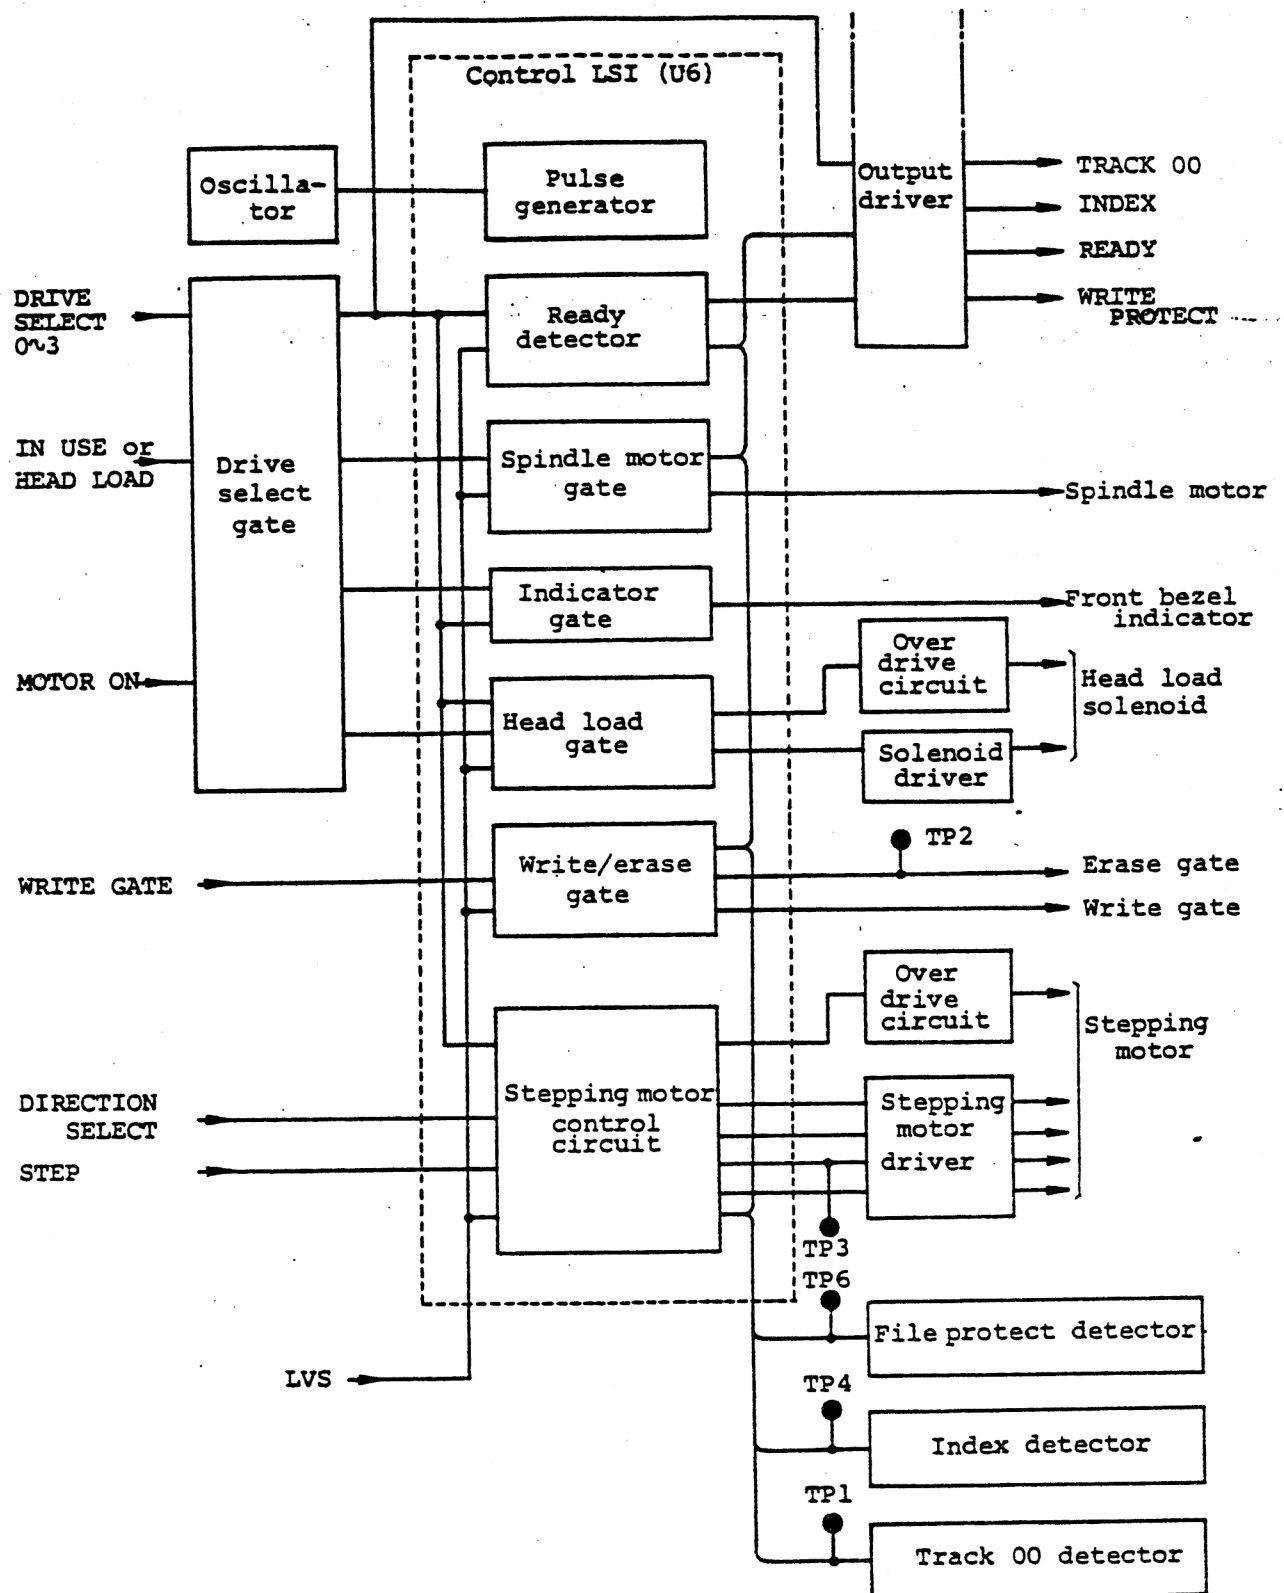 Control LSI (U6)
Oscilla-
tor
Pulse
generator
Output
driver
TRACK 00
INDEX
READY
WRITE
PROTECT
DRIVE
SELECT
0~3
Ready
detector
IN USE or
HEAD LOAD
Drive
select
gate
Spindle motor
gate
Spindle motor
Indicator
gate
Front bezel
indicator
MOTOR ON
Head load
gate
Over
drive
circuit
Solenoid
driver
Head load
solenoid
WRITE GATE
Write/erase
gate
TP2
Erase gate
Write gate
Over
drive
circuit
Stepping
motor
DIRECTION
SELECT
STEP
Stepping motor
control
circuit
Stepping
motor
driver
TP3
TP6
File protect detector
LVS
TP4
Index detector
TP1
Track 00 detector